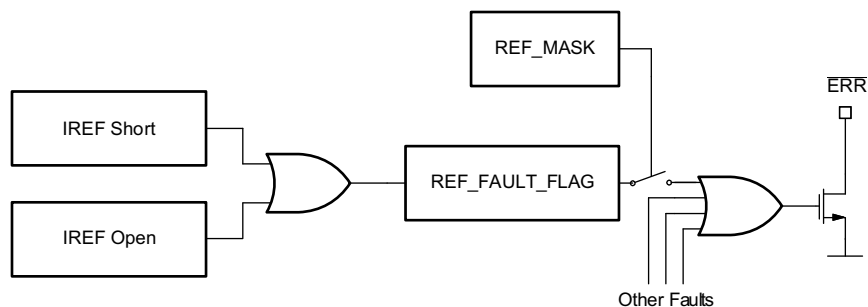 REF_MASK
ERR
IREF Short
REF_FAULT_FLAG
IREF Open
Other Faults